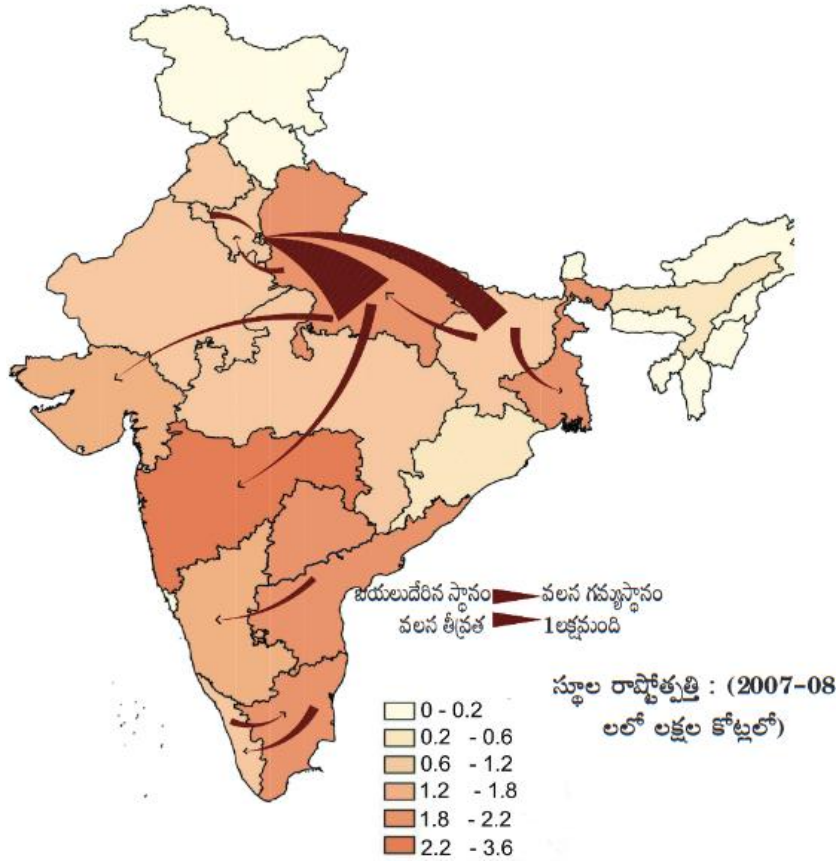 బయలుదేరిన స్థానం వలస గమ్యస్థానం
వలస తీవ్రత 1లక్షమంది
స్థూల రాష్ట్రోత్పత్తి : (2007-08
లలో లక్షల కోట్లలో)
0 - 0.2
0.2 - 0.6
0.6 - 1.2
1.2 - 1.8
1.8 - 2.2
2.2 - 3.6